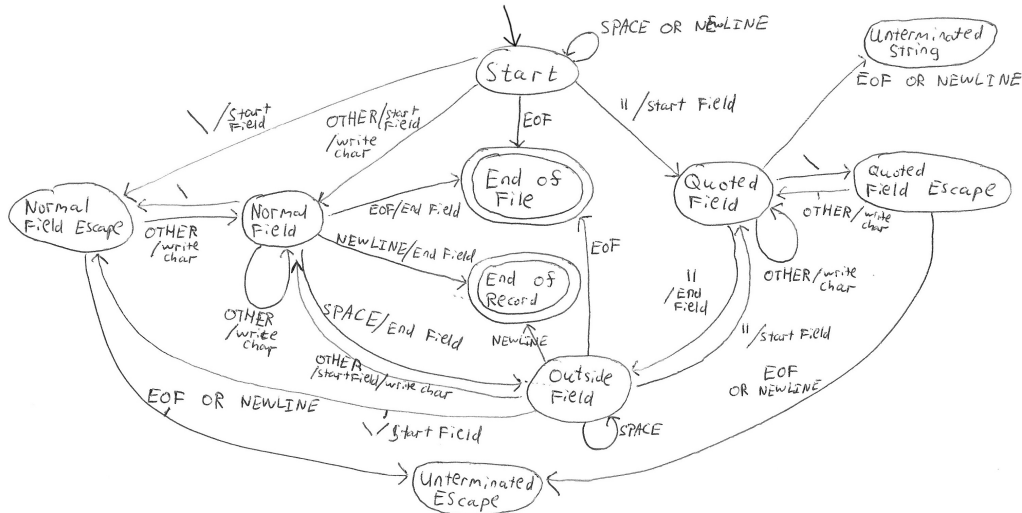 SPACE OR NEWLINE
Start
Unterminated
String
EOF OR NEWLINE
\/Start
Field
OTHER/start
Field
/write
char
EOF
"/start Field
End of
File
Quoted
Field
\
Quoted
Field Escape
OTHER/write
char
Normal
Field Escape
\
OTHER
/write
char
Normal
Field
EOF/End Field
NEWLINE/End Field
EOF
End of
Record
OTHER/write
char
"
/End
Field
OTHER
/write
char
SPACE/End Field
NEWLINE
"/start Field
OTHER
/startField/write char
Outside
Field
EOF
OR NEWLINE
EOF OR NEWLINE
\/Start Field
SPACE
Unterminated
Escape